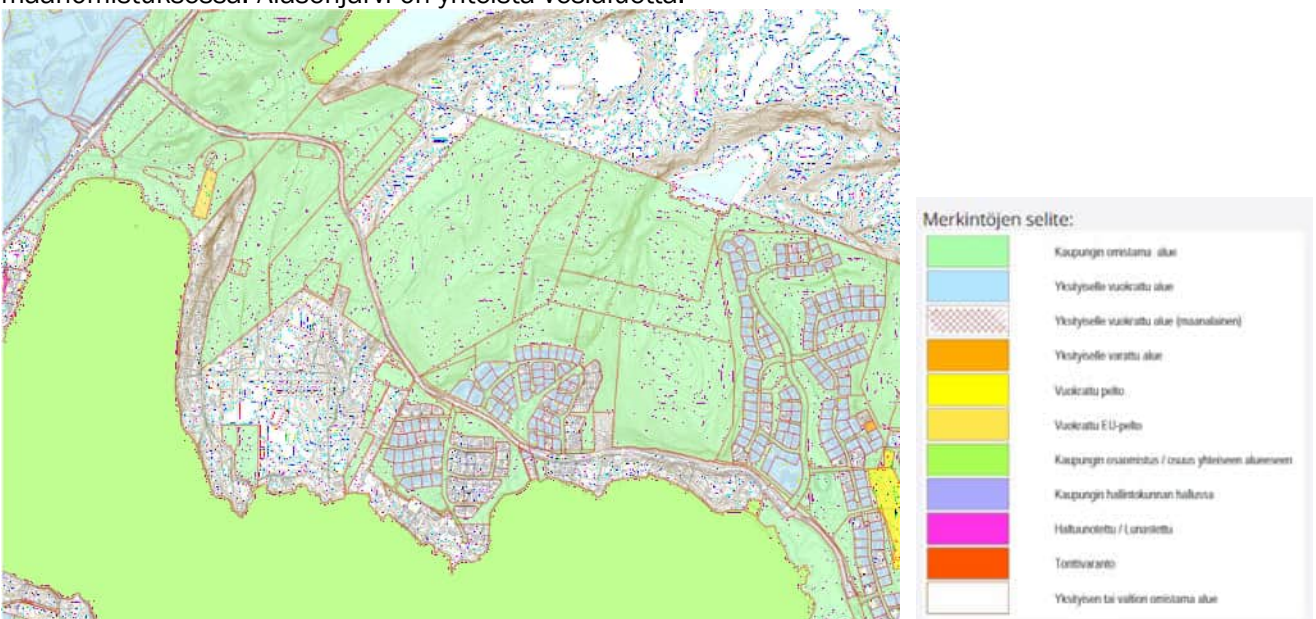 maanomistuksessa. Alasenjärvi on yhteistä vesialuetta.
Merkintöjen selite:
Kaupungin omistama alue
Yksityiselle vuokrattu alue
Yksityiselle vuokrattu alue (maanalainen)
Yksityiselle varattu alue
Vuokrattu pelto
Vuokrattu EU-pelto
Kaupungin osaomistus / osuus yhteiseen alueeseen
Kaupungin hallintokunnan hallussa
Haltuunotettu / Lunastettu
Tonttivaranto
Yksityisen tai valtion omistama alue